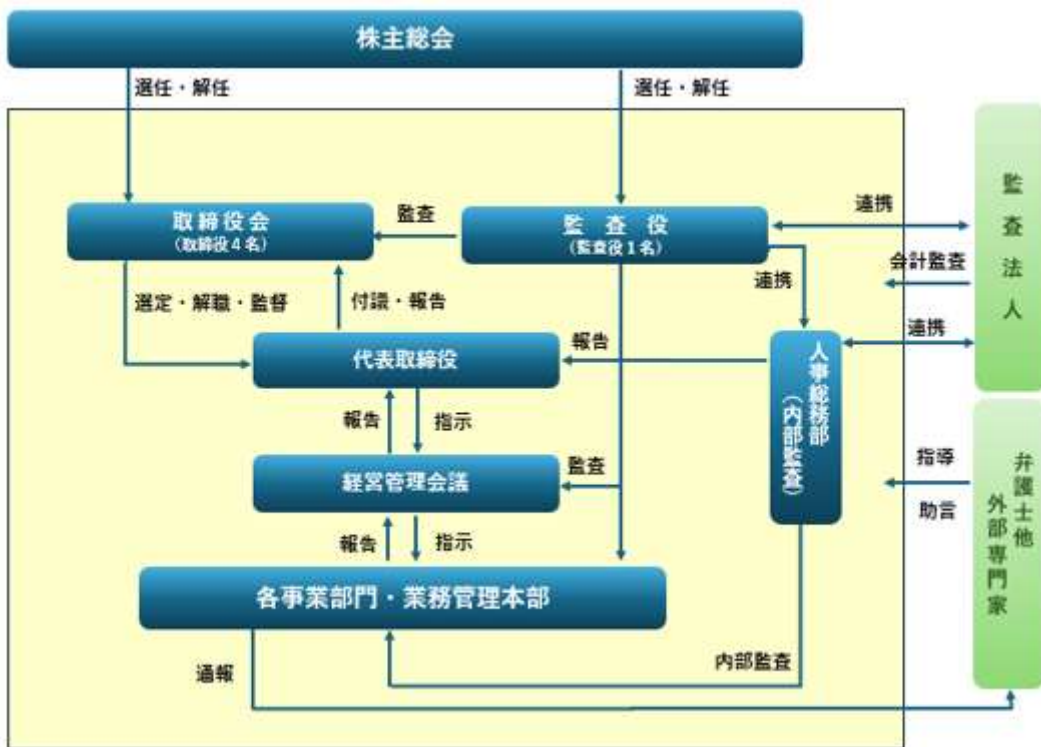 株主総会
選任・解任
選任・解任
取締役会
（取締役４名）
監査
監査役
（監査役１名）
連携
監査法人
会計監査
連携
選定・解職・監督
付議・報告
連携
代表取締役
報告
人事総務部
（内部監査）
報告
指示
経営管理会議
監査
指導
助言
弁護士他
外部専門家
報告
指示
各事業部門・業務管理本部
通報
内部監査